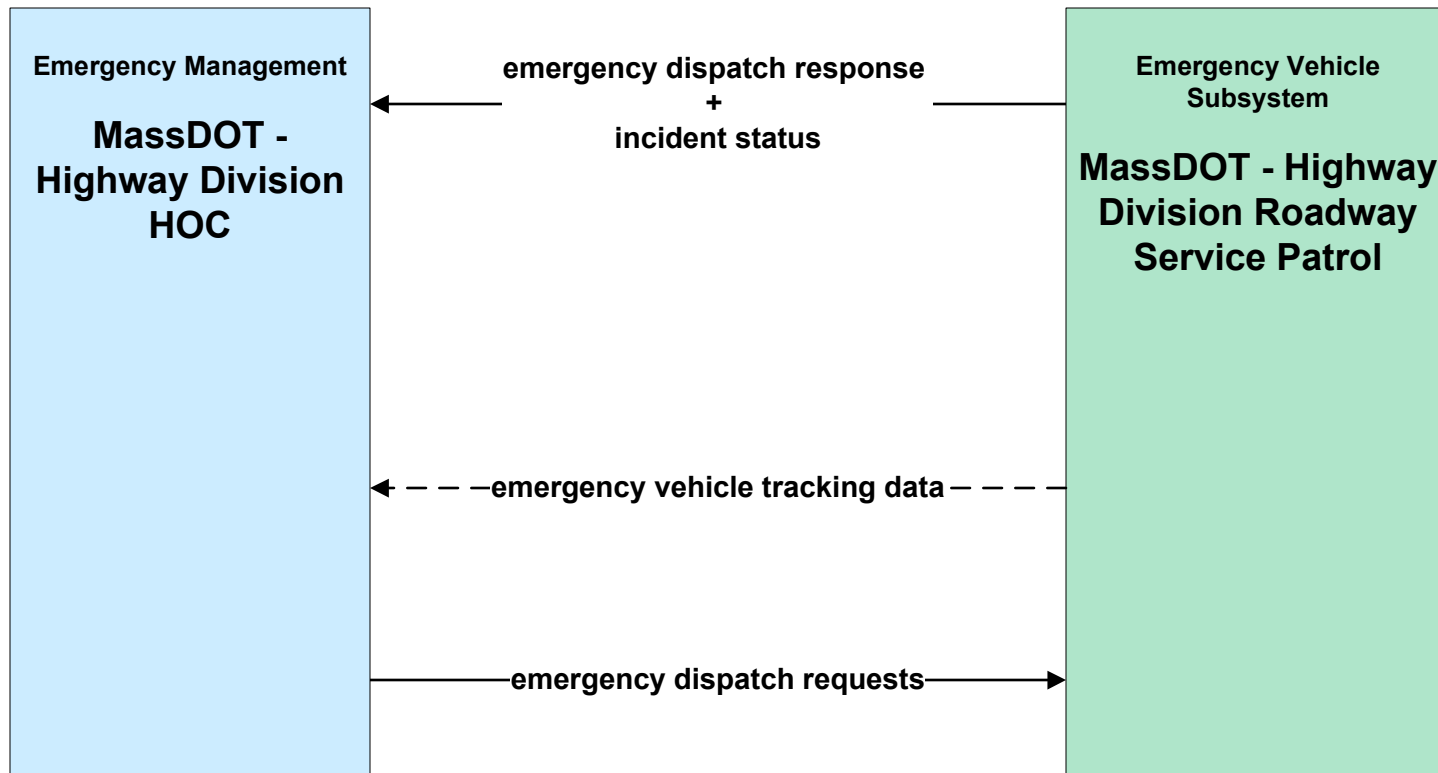 Emergency Management
MassDOT -
Highway Division
HOC
emergency dispatch response
+
incident status
Emergency Vehicle
Subsystem
MassDOT - Highway
Division Roadway
Service Patrol
emergency vehicle tracking data
emergency dispatch requests